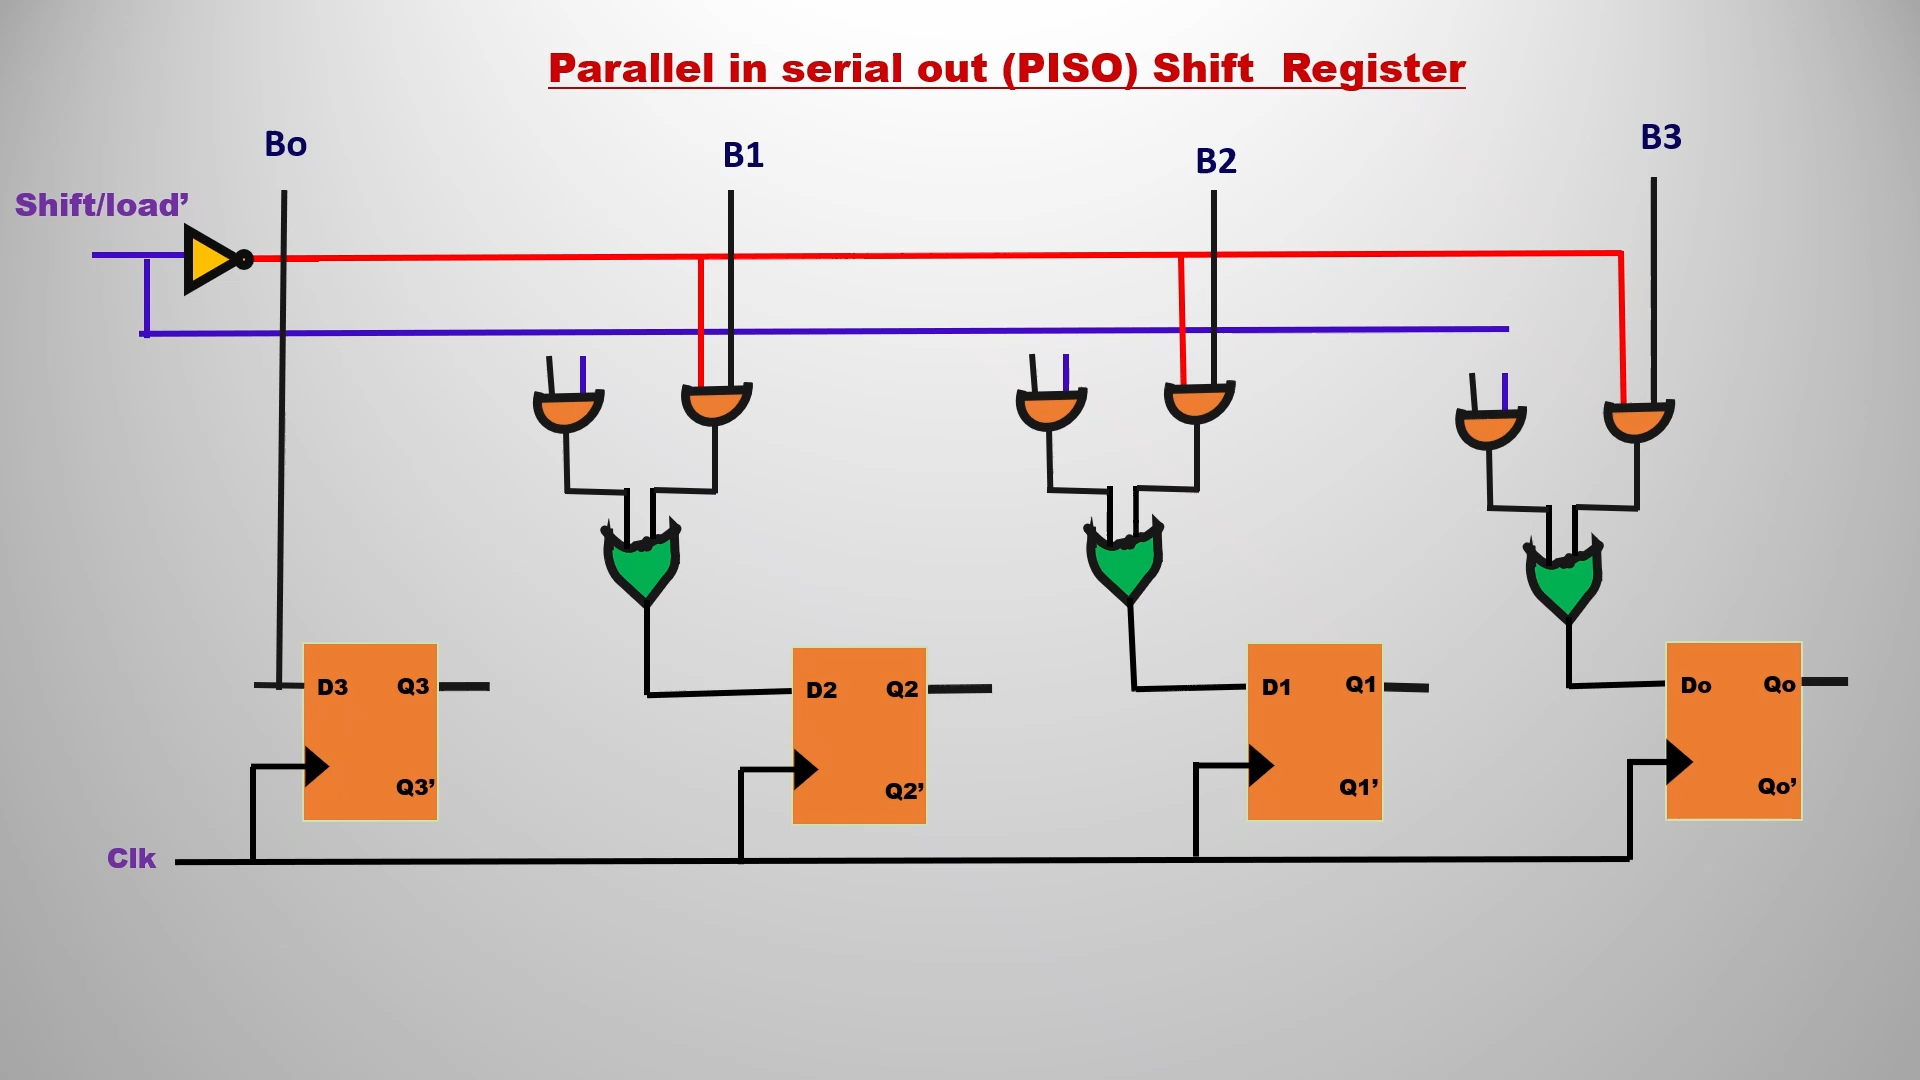 Parallel in serial out (PISO) Shift Register
Bo
B1
B2
B3
Shift/load’
D3 Q3
D2 Q2
D1 Q1
Do Qo
Q3’
Q2’
Q1’
Qo’
Clk